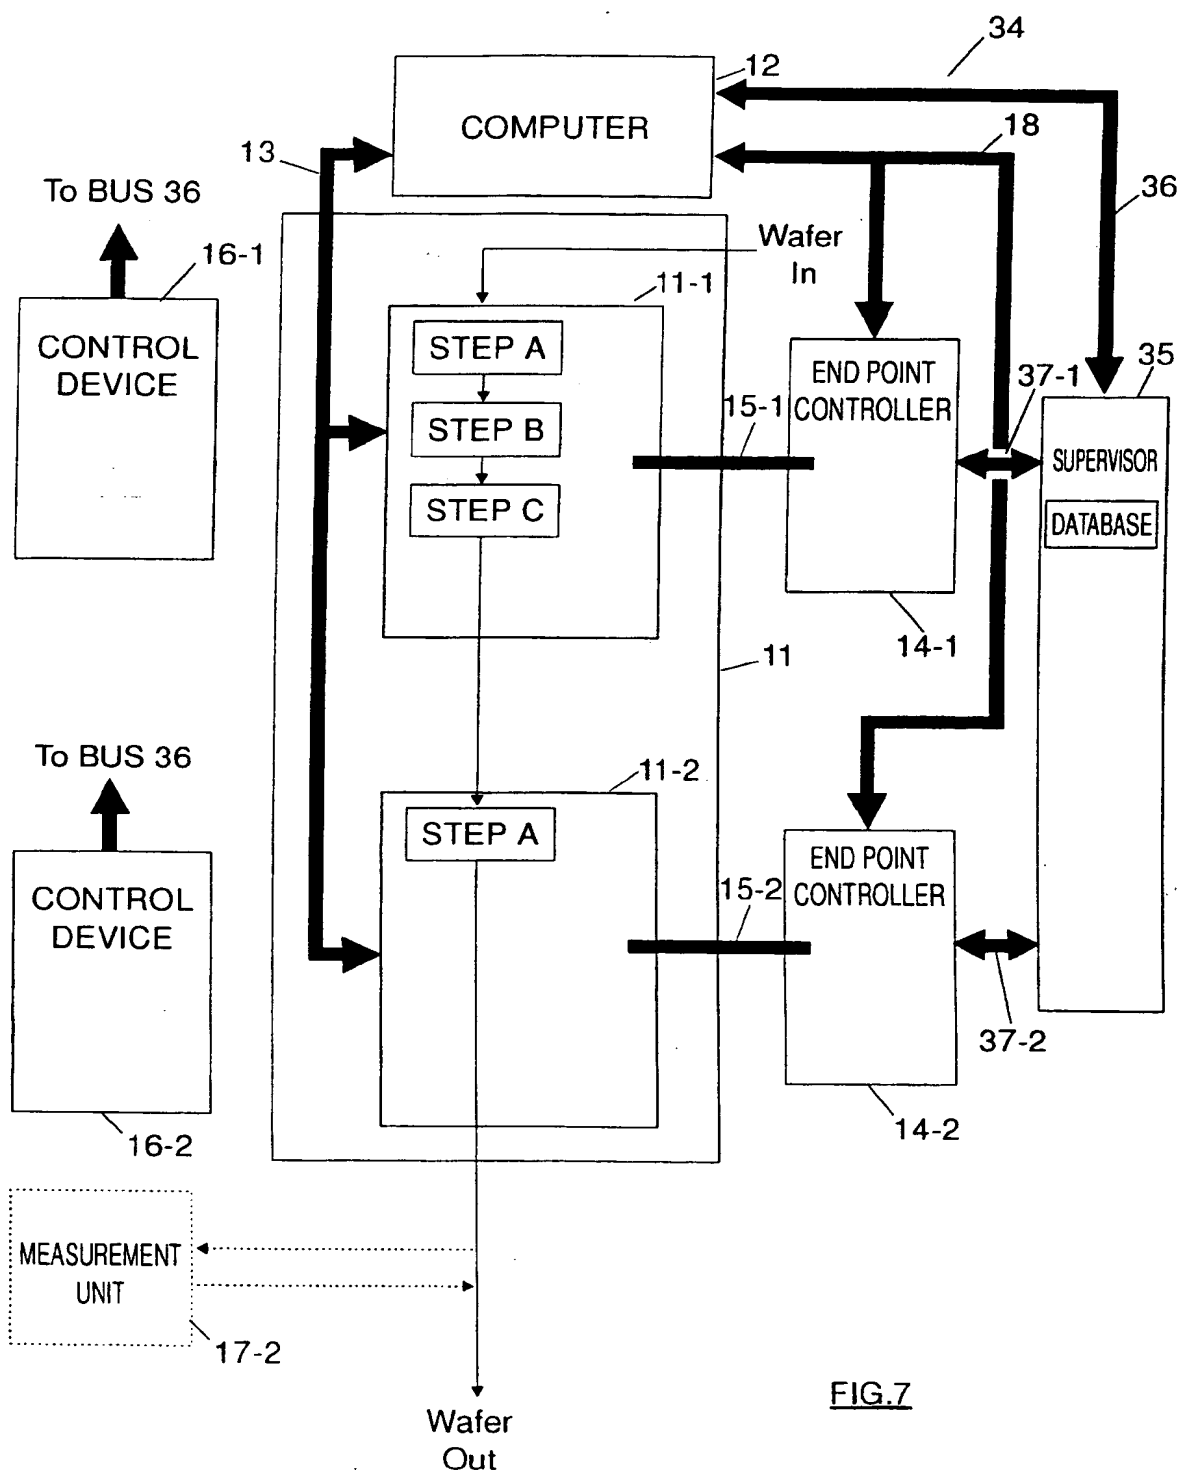 34
12
COMPUTER
13
18
36
To BUS 36
16-1
Wafer
In
11-1
CONTROL
DEVICE
STEP A
STEP B
STEP C
15-1
END POINT
CONTROLLER
37-1
35
SUPERVISOR
DATABASE
14-1
11
To BUS 36
11-2
STEP A
CONTROL
DEVICE
15-2
END POINT
CONTROLLER
37-2
16-2
14-2
MEASUREMENT
UNIT
17-2
Wafer
Out
FIG.7